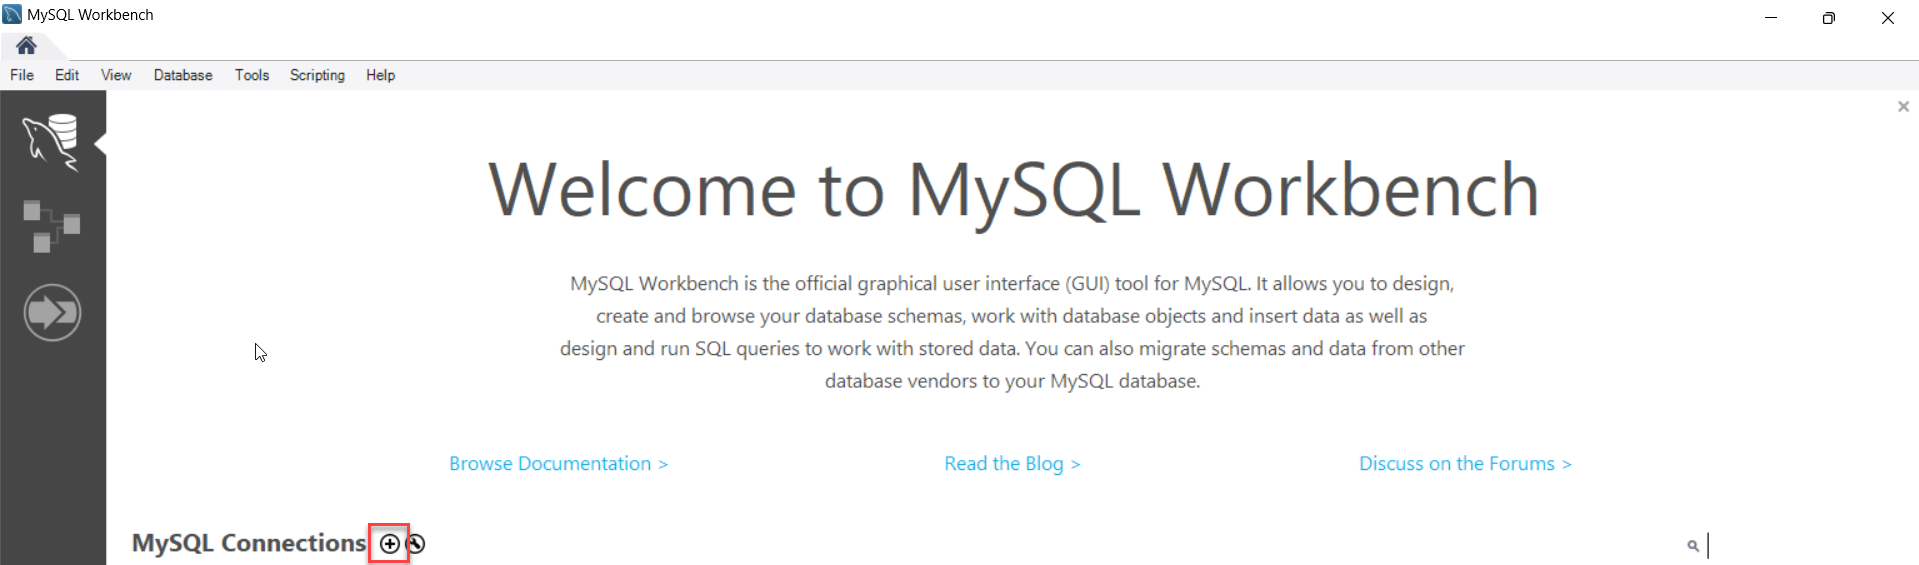 MySQL Workbench
File Edit View Database Tools Scripting Help
Welcome to MySQL Workbench
MySQL Workbench is the official graphical user interface (GUI) tool for MySQL. It allows you to design,
create and browse your database schemas, work with database objects and insert data as well as
design and run SQL queries to work with stored data. You can also migrate schemas and data from other
database vendors to your MySQL database.
Browse Documentation > Read the Blog > Discuss on the Forums >
MySQL Connections